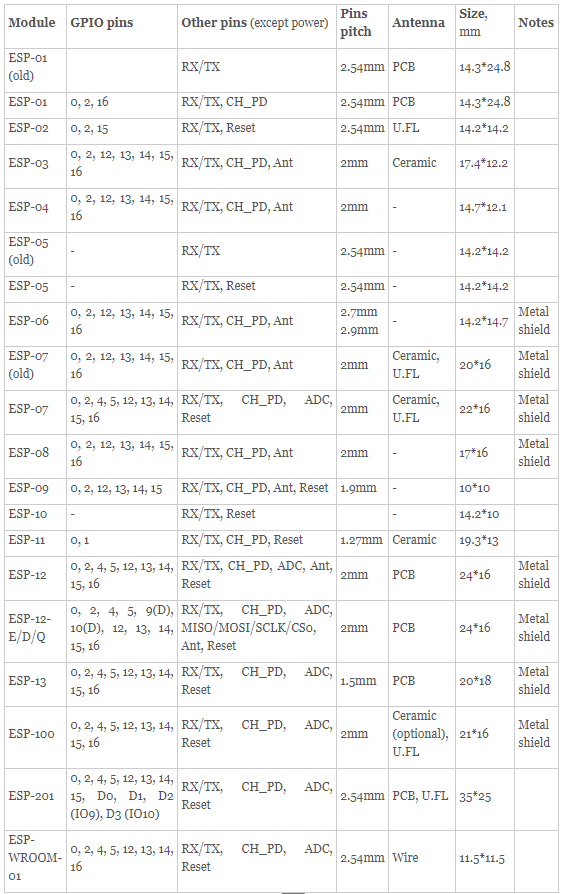 Module GPIO pins Other pins (except power) Pins pitch Antenna Size, mm Notes
ESP-01 (old) RX/TX 2.54mm PCB 14.3*24.8
ESP-01 0, 2, 16 RX/TX, CH_PD 2.54mm PCB 14.3*24.8
ESP-02 0, 2, 15 RX/TX, Reset 2.54mm U.FL 14.2*14.2
ESP-03 0, 2, 12, 13, 14, 15, 16 RX/TX, CH_PD, Ant 2mm Ceramic 17.4*12.2
ESP-04 0, 2, 12, 13, 14, 15, 16 RX/TX, CH_PD, Ant 2mm - 14.7*12.1
ESP-05 (old) - RX/TX 2.54mm - 14.2*14.2
ESP-05 - RX/TX, Reset 2.54mm - 14.2*14.2
ESP-06 0, 2, 12, 13, 14, 15, 16 RX/TX, CH_PD, Ant 2.7mm 2.9mm - 14.2*14.7 Metal shield
ESP-07 (old) 0, 2, 12, 13, 14, 15, 16 RX/TX, CH_PD, Ant 2mm Ceramic, U.FL 20*16 Metal shield
ESP-07 0, 2, 4, 5, 12, 13, 14, 15, 16 RX/TX, CH_PD, ADC, Reset 2mm Ceramic, U.FL 22*16 Metal shield
ESP-08 0, 2, 12, 13, 14, 15, 16 RX/TX, CH_PD, Ant 2mm - 17*16 Metal shield
ESP-09 0, 2, 12, 13, 14, 15 RX/TX, CH_PD, Ant, Reset 1.9mm - 10*10
ESP-10 - RX/TX, Reset - 14.2*10
ESP-11 0, 1 RX/TX, CH_PD, Reset 1.27mm Ceramic 19.3*13
ESP-12 0, 2, 4, 5, 12, 13, 14, 15, 16 RX/TX, CH_PD, ADC, Ant, Reset 2mm PCB 24*16 Metal shield
ESP-12-E/D/Q 0, 2, 4, 5, 9(D), 10(D), 12, 13, 14, 15, 16 RX/TX, CH_PD, ADC, MISO/MOSI/SCLK/CS0, Ant, Reset 2mm PCB 24*16 Metal shield
ESP-13 0, 2, 4, 5, 12, 13, 14, 15, 16 RX/TX, CH_PD, ADC, Reset 1.5mm PCB 20*18 Metal shield
ESP-100 0, 2, 4, 5, 12, 13, 14, 15, 16 RX/TX, CH_PD, ADC, Reset 2mm Ceramic (optional), U.FL 21*16 Metal shield
ESP-201 0, 2, 4, 5, 12, 13, 14, 15, D0, D1, D2 (IO9), D3 (IO10) RX/TX, CH_PD, ADC, Reset 2.54mm PCB, U.FL 35*25
ESP-WROOM-01 0, 2, 4, 5, 12, 13, 14, 16 RX/TX, CH_PD, ADC, Reset 2.54mm Wire 11.5*11.5